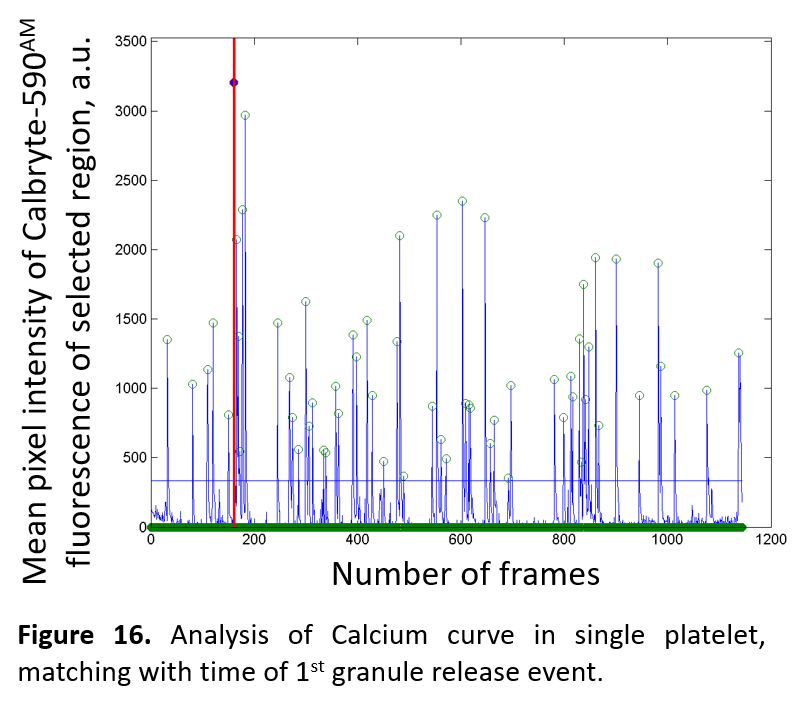 Mean pixel intensity of Calbryte-590ᴬᴹ
fluorescence of selected region, a.u.
3500
3000
2500
2000
1500
1000
500
0
0 200 400 600 800 1000 1200
Number of frames
Figure 16. Analysis of Calcium curve in single platelet,
matching with time of 1ˢᵗ granule release event.